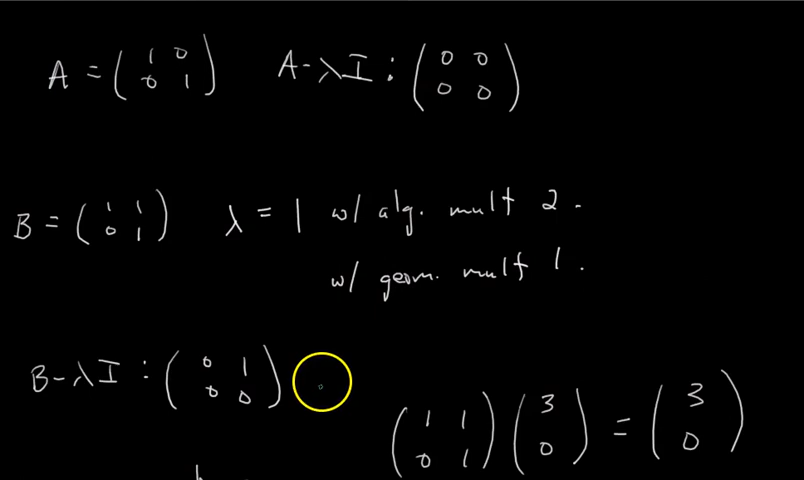 A = ( 1 0 ; 0 1 )   A - λI : ( 0 0 ; 0 0 )
B = ( 1 1 ; 0 1 )   λ = 1 w/ alg. mult 2.
w/ geom. mult 1.
B - λI : ( 0 1 ; 0 0 )
( 1 1 ; 0 1 ) ( 3 ; 0 ) = ( 3 ; 0 )